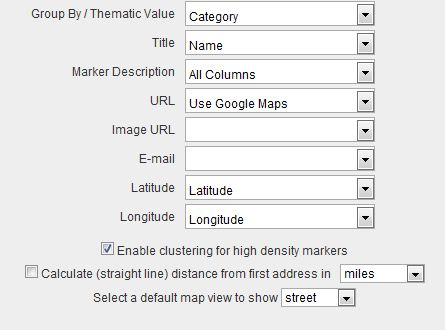 Group By / Thematic Value Category
Title Name
Marker Description All Columns
URL Use Google Maps
Image URL
E-mail
Latitude Latitude
Longitude Longitude
Enable clustering for high density markers
Calculate (straight line) distance from first address in miles
Select a default map view to show street